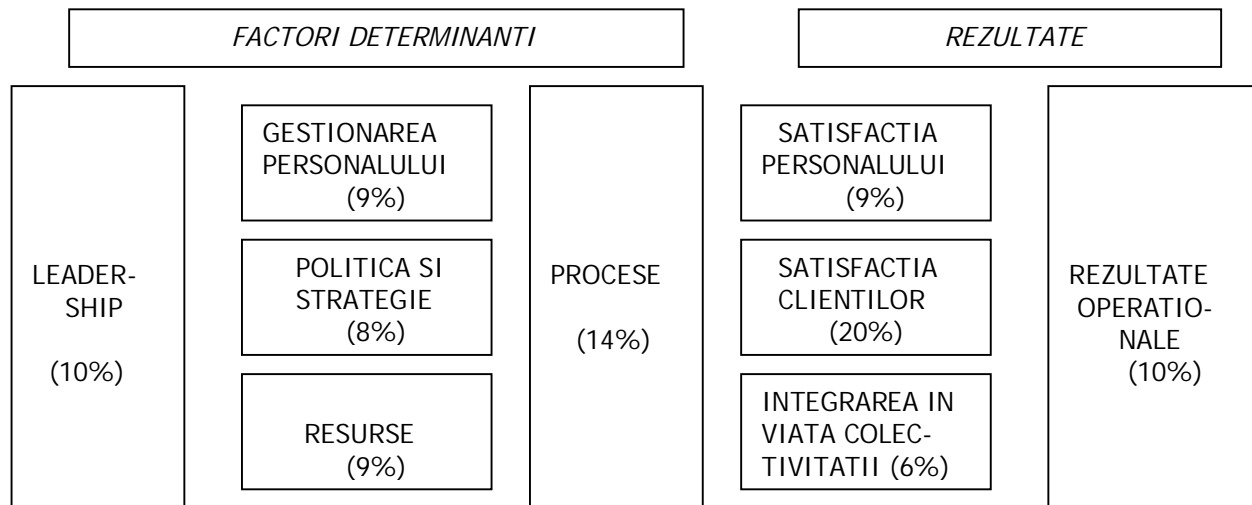 FACTORI DETERMINANTI
REZULTATE
LEADER-
SHIP
(10%)
GESTIONAREA
PERSONALULUI
(9%)
POLITICA SI
STRATEGIE
(8%)
RESURSE
(9%)
PROCESE
(14%)
SATISFACTIA
PERSONALULUI
(9%)
SATISFACTIA
CLIENTILOR
(20%)
INTEGRAREA IN
VIATA COLEC-
TIVITATII (6%)
REZULTATE
OPERATIO-
NALE
(10%)